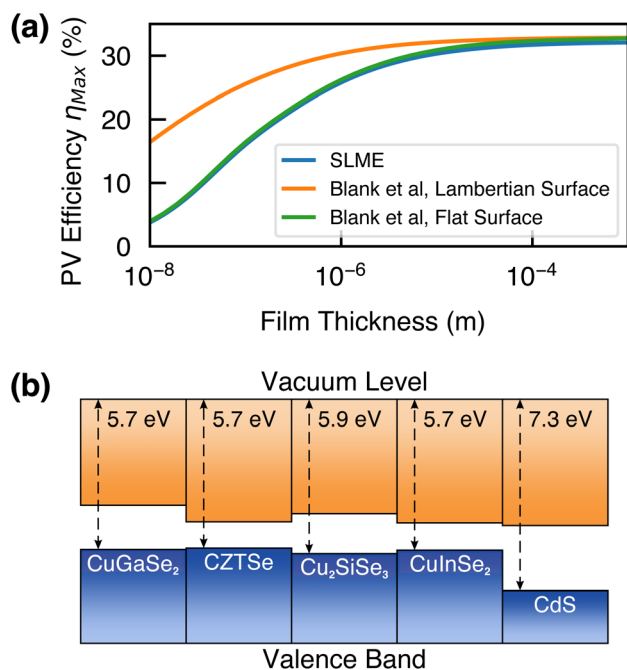 (a)
PV Efficiency η_Max (%)
30
20
10
0
SLME
Blank et al, Lambertian Surface
Blank et al, Flat Surface
10⁻⁸
10⁻⁶
10⁻⁴
Film Thickness (m)
(b)
Vacuum Level
5.7 eV
5.7 eV
5.9 eV
5.7 eV
7.3 eV
CuGaSe₂
CZTSe
Cu₂SiSe₃
CuInSe₂
CdS
Valence Band